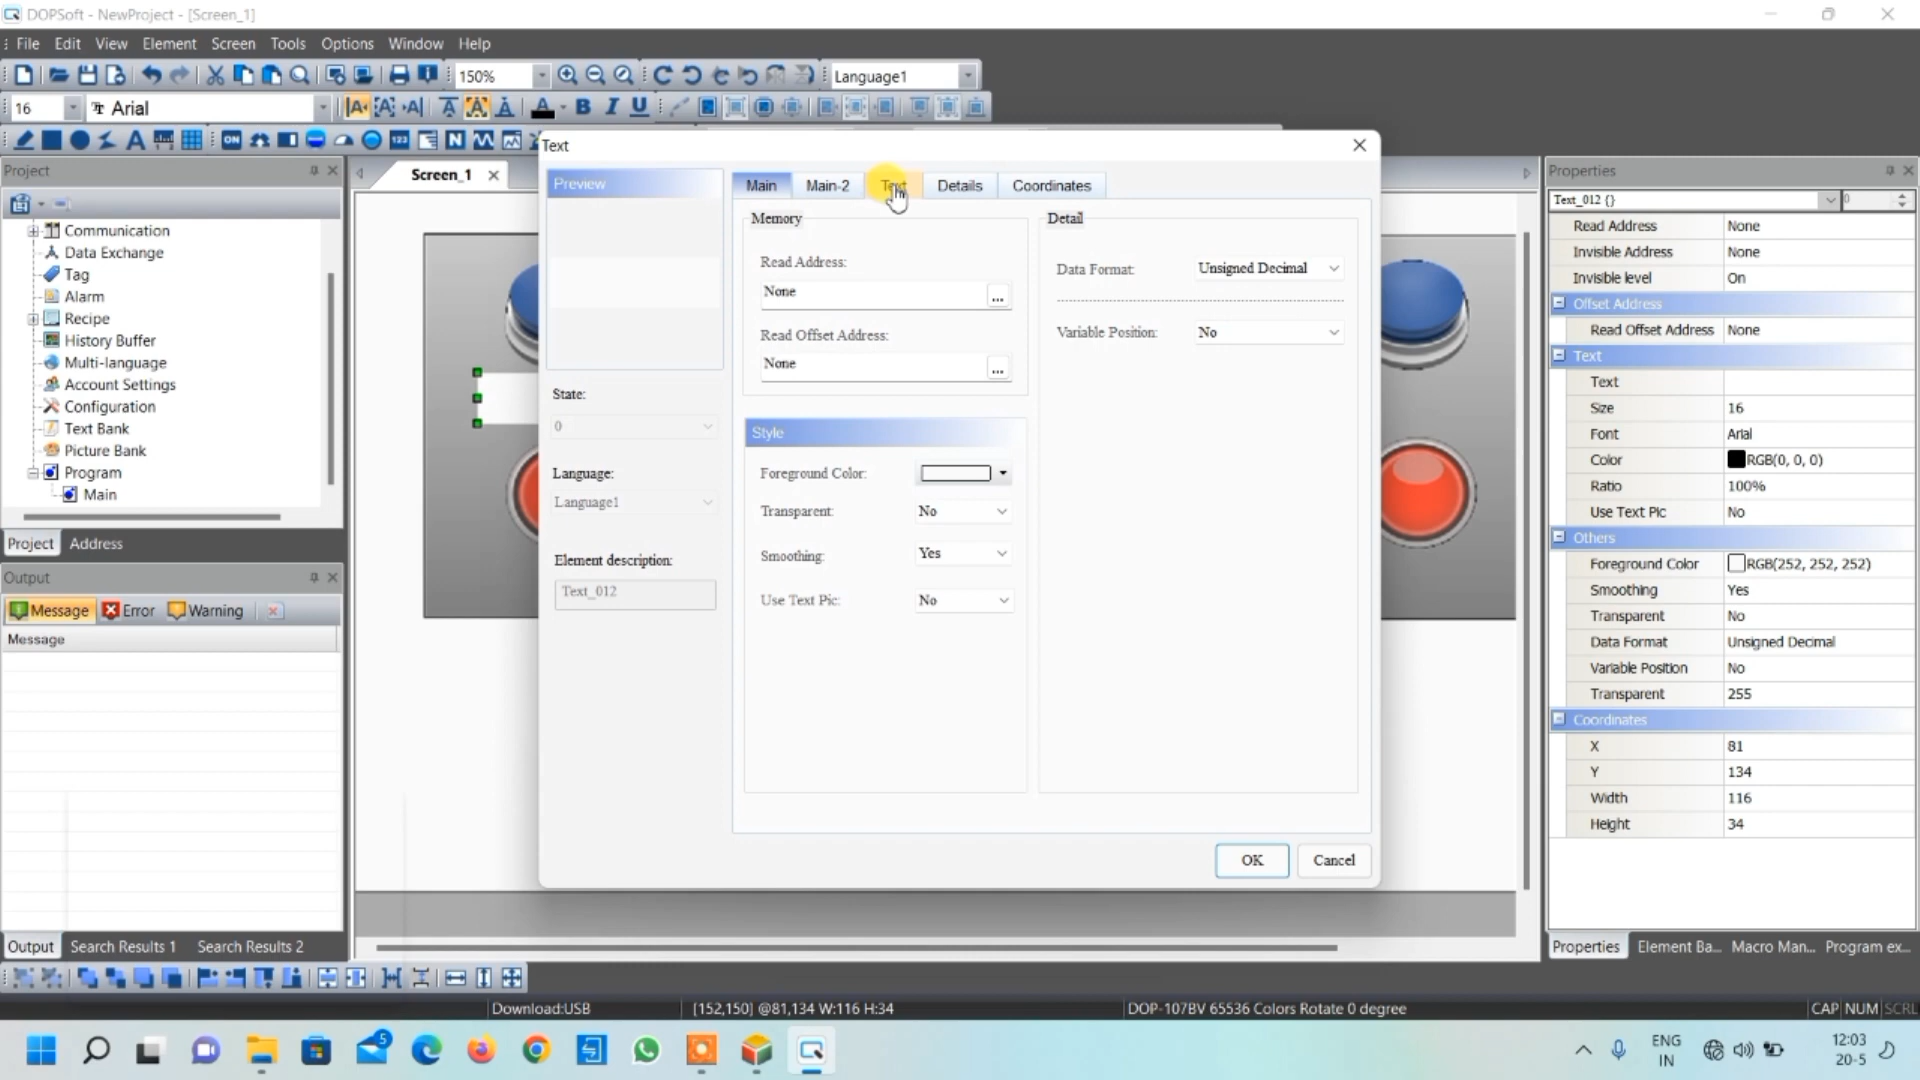 DOPSoft - NewProject - [Screen_1]
File Edit View Element Screen Tools Options Window Help
150% Language1
16 Arial
Project
Screen_1
Communication
Data Exchange
Tag
Alarm
Recipe
History Buffer
Multi-language
Account Settings
Configuration
Text Bank
Picture Bank
Program
Main
Project Address
Output
Message Error Warning
Message
Output Search Results 1 Search Results 2
Text
Preview
State:
0
Language:
Language1
Element description:
Text_012
Main Main-2 Text Details Coordinates
Memory
Read Address:
None ...
Read Offset Address:
None ...
Style
Foreground Color:
Transparent: No
Smoothing: Yes
Use Text Pic: No
Detail
Data Format: Unsigned Decimal
Variable Position: No
OK Cancel
Properties
Text_012 {} 0
Read Address None
Invisible Address None
Invisible level On
Offset Address
Read Offset Address None
Text
Text
Size 16
Font Arial
Color RGB(0, 0, 0)
Ratio 100%
Use Text Pic No
Others
Foreground Color RGB(252, 252, 252)
Smoothing Yes
Transparent No
Data Format Unsigned Decimal
Variable Position No
Transparent 255
Coordinates
X 81
Y 134
Width 116
Height 34
Properties Element Ba... Macro Man... Program ex...
Download:USB [152,150] @81,134 W:116 H:34 DOP-107BV 65536 Colors Rotate 0 degree CAP NUM SCRL
5
ENG
IN
12:03
20-5